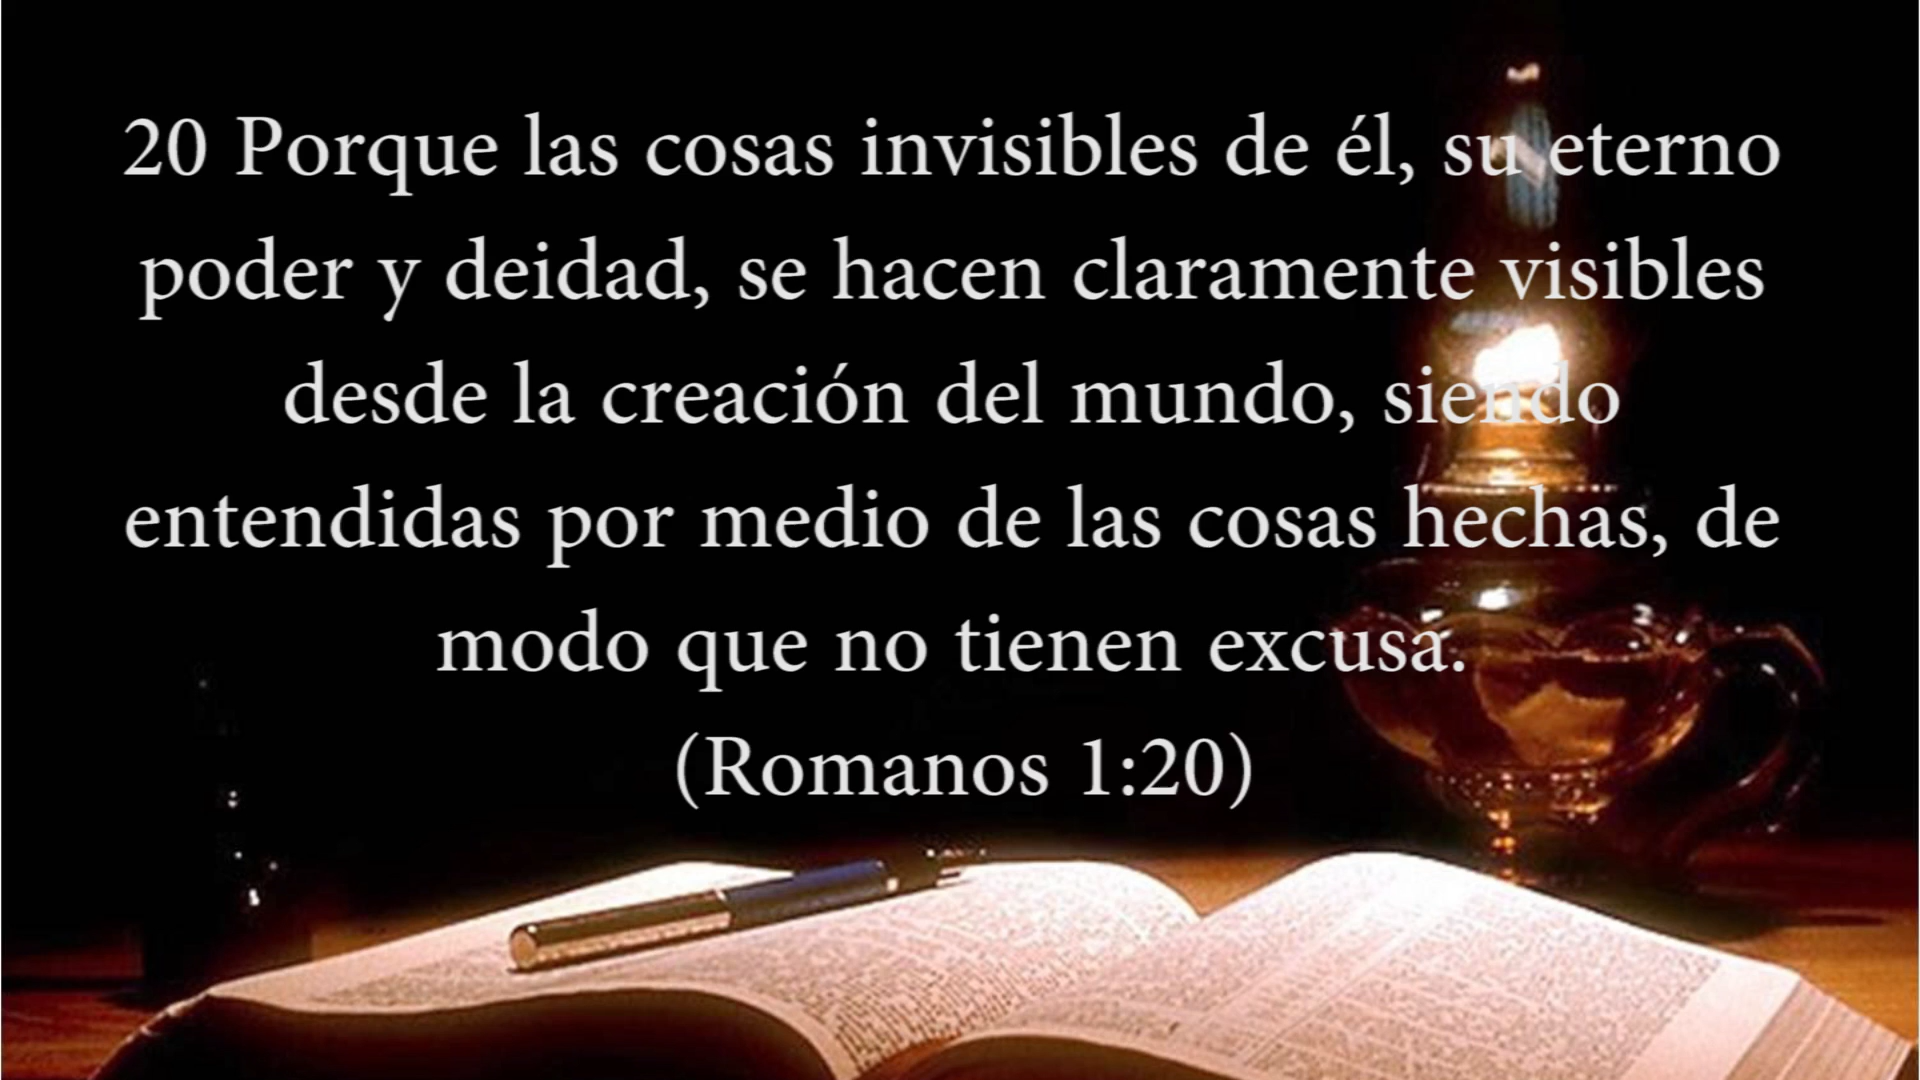 20 Porque las cosas invisibles de él, su eterno
poder y deidad, se hacen claramente visibles
desde la creación del mundo, siendo
entendidas por medio de las cosas hechas, de
modo que no tienen excusa.
(Romanos 1:20)